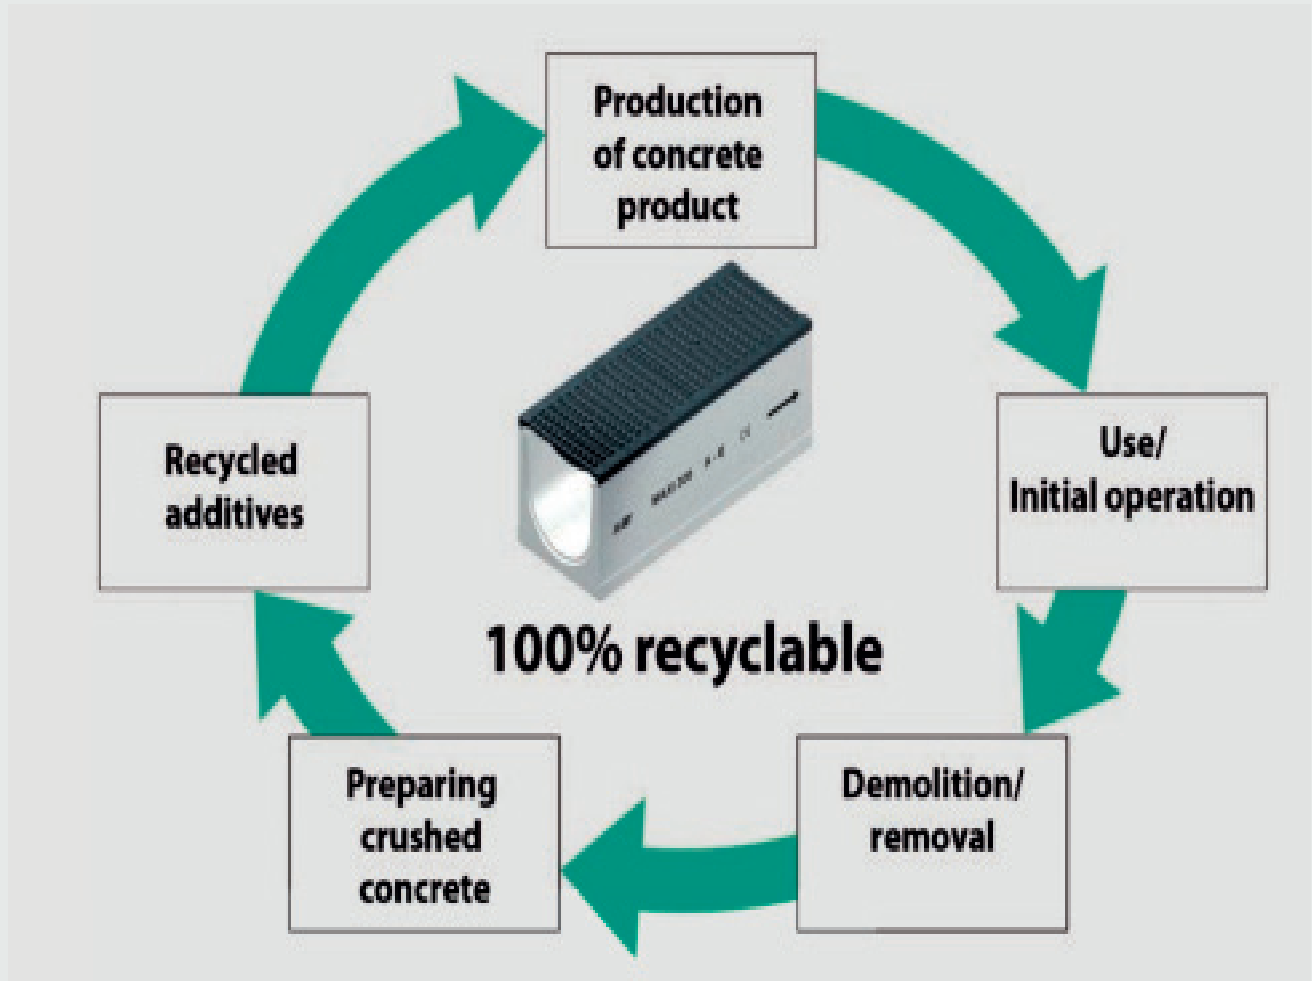 Production
of concrete
product
Use/
Initial operation
Demolition/
removal
Preparing
crushed
concrete
Recycled
additives
100% recyclable